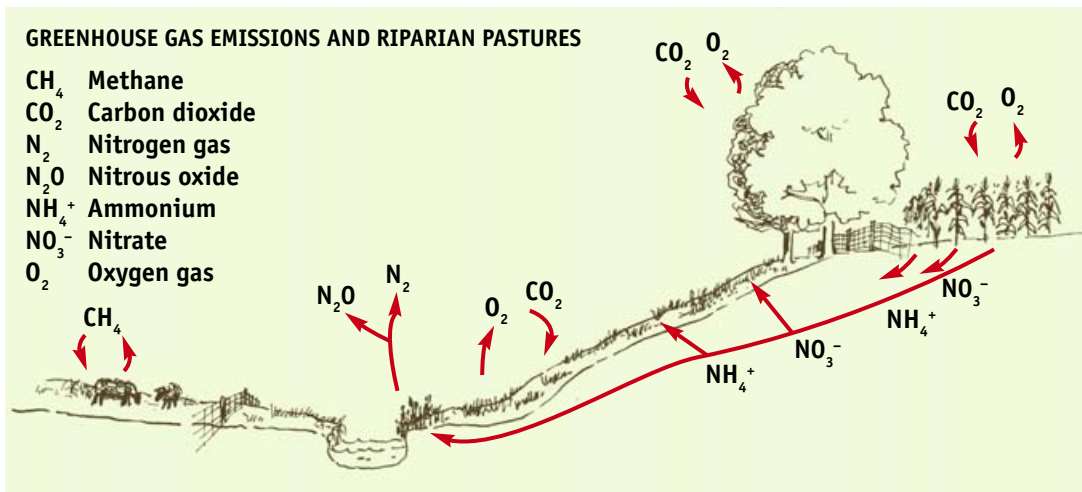 GREENHOUSE GAS EMISSIONS AND RIPARIAN PASTURES
CH₄ Methane
CO₂ Carbon dioxide
N₂ Nitrogen gas
N₂O Nitrous oxide
NH₄⁺ Ammonium
NO₃⁻ Nitrate
O₂ Oxygen gas
CO₂ O₂
CO₂ O₂
N₂O N₂
CH₄
O₂ CO₂
NO₃⁻
NH₄⁺
NO₃⁻
NH₄⁺